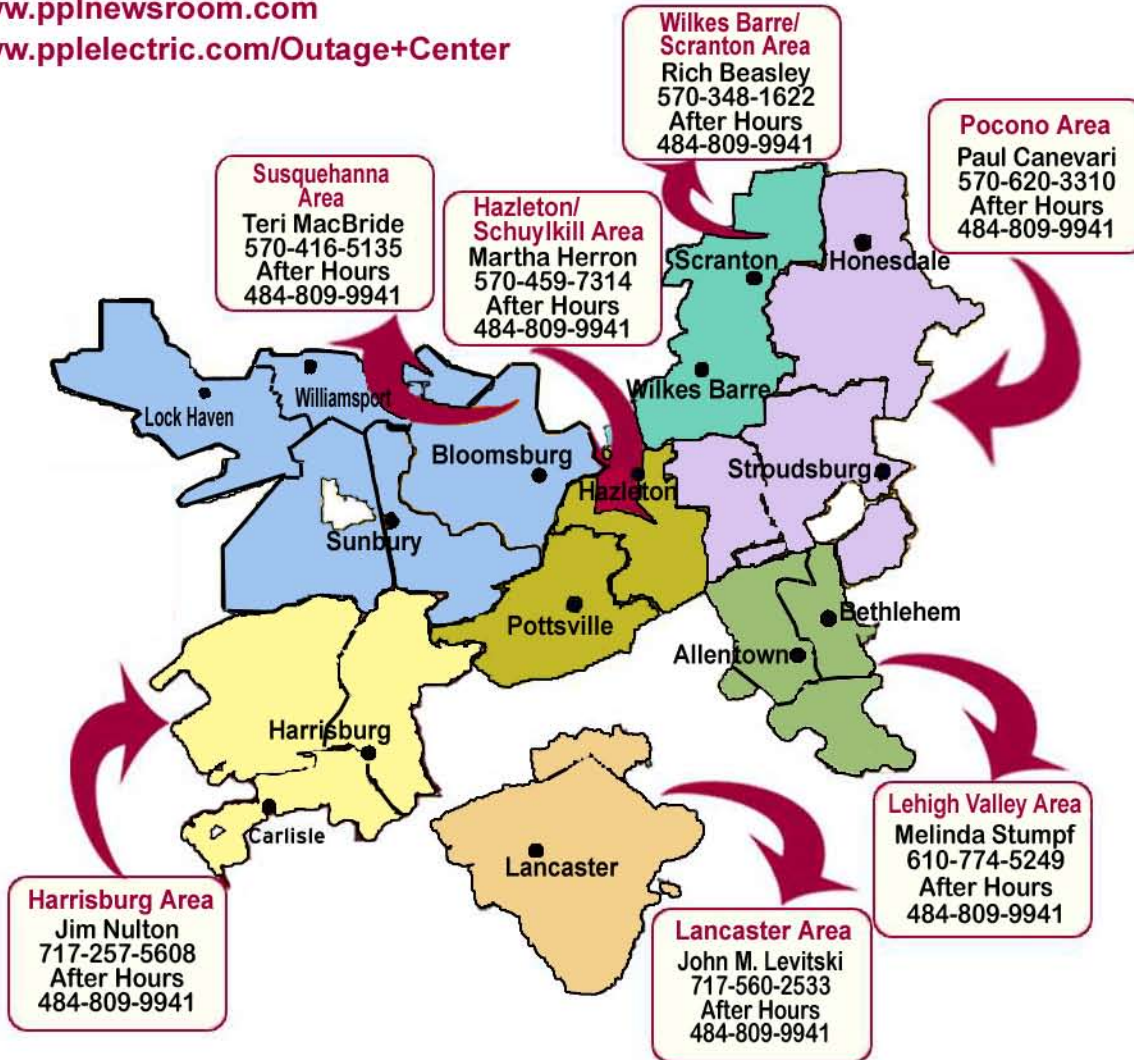 ww.pplnewsroom.com
ww.pplelectric.com/Outage+Center
Wilkes Barre/
Scranton Area
Rich Beasley
570-348-1622
After Hours
484-809-9941
Pocono Area
Paul Canevari
570-620-3310
After Hours
484-809-9941
Susquehanna
Area
Teri MacBride
570-416-5135
After Hours
484-809-9941
Hazleton/
Schuylkill Area
Martha Herron
570-459-7314
After Hours
484-809-9941
Scranton
Honesdale
Wilkes Barre
Williamsport
Lock Haven
Bloomsburg
Hazleton
Stroudsburg
Sunbury
Pottsville
Bethlehem
Allentown
Harrisburg
Carlisle
Lancaster
Lehigh Valley Area
Melinda Stumpf
610-774-5249
After Hours
484-809-9941
Harrisburg Area
Jim Nulton
717-257-5608
After Hours
484-809-9941
Lancaster Area
John M. Levitski
717-560-2533
After Hours
484-809-9941